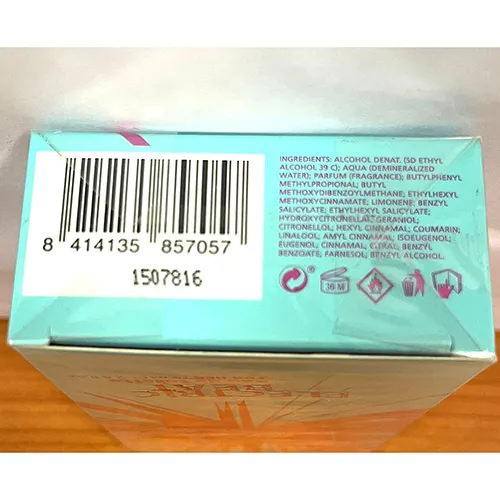 INGREDIENTS: ALCOHOL DENAT. (SD ETHYL
ALCOHOL 39 C); AQUA (DEMINERALIZED
WATER); PARFUM (FRAGRANCE); BUTYLPHENYL
METHYLPROPIONAL; BUTYL
METHOXYDIBENZOYLMETHANE; ETHYLHEXYL
METHOXYCINNAMATE; LIMONENE; BENZYL
SALICYLATE; ETHYLHEXYL SALICYLATE;
HYDROXYCITRONELLAL; GERANIOL;
CITRONELLOL; HEXYL CINNAMAL; COUMARIN;
LINALOOL; AMYL CINNAMAL; ISOEUGENOL;
EUGENOL; CINNAMAL; CITRAL; BENZYL
BENZOATE; FARNESOL; BENZYL ALCOHOL.
8 414135 857057
1507816
36 M
ELECTRIC
BEAT